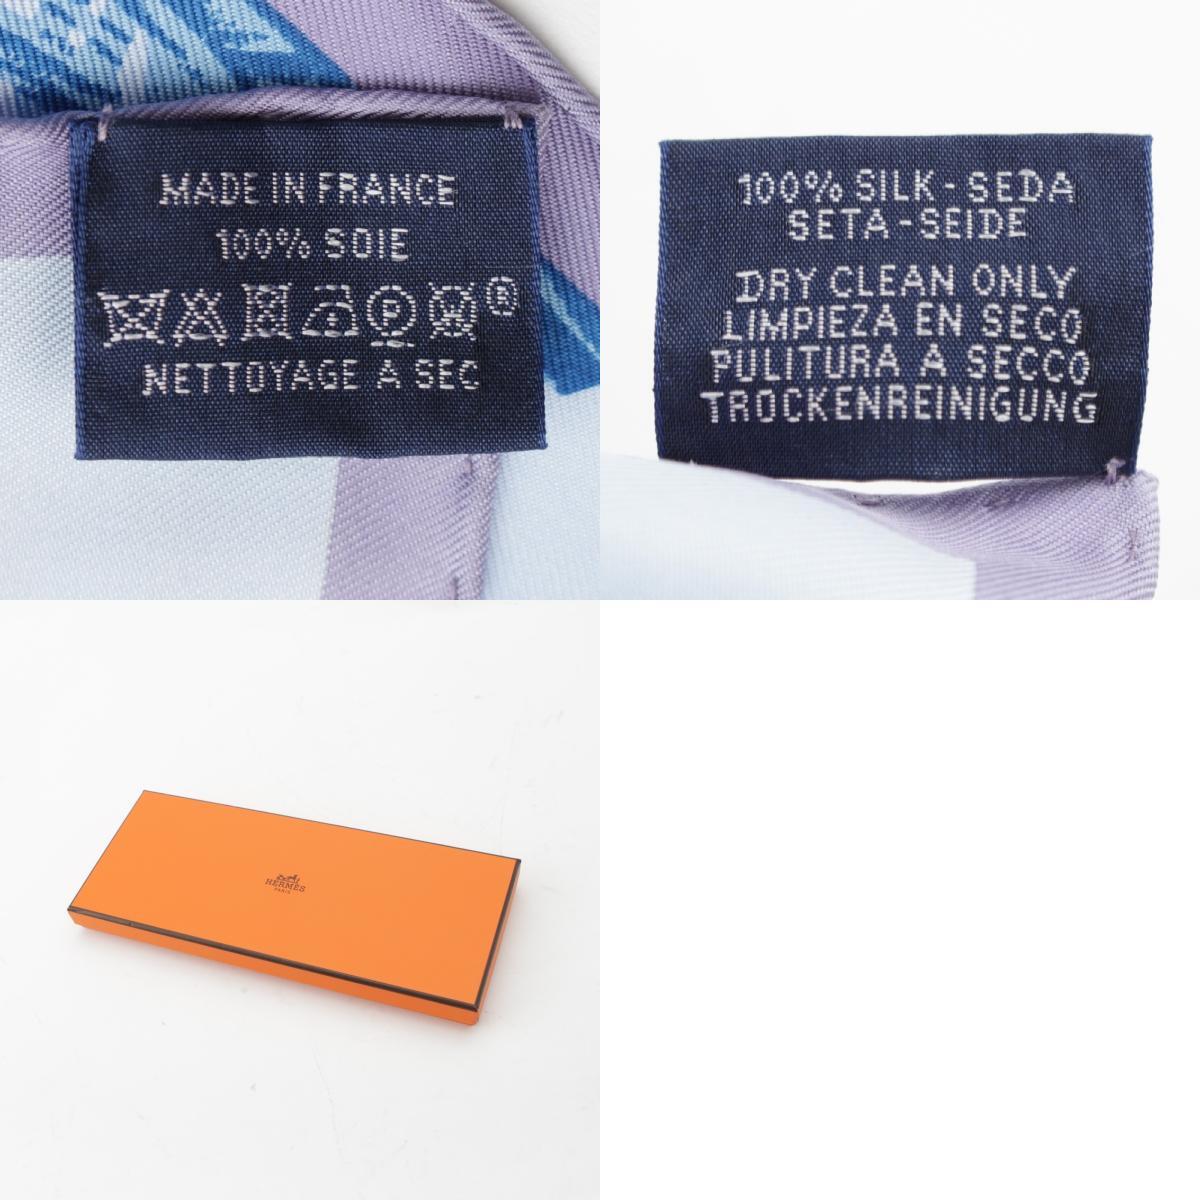 MADE IN FRANCE
100% SOIE
P ®
NETTOYAGE A SEC
100% SILK - SEDA
SETA - SEIDE
DRY CLEAN ONLY
LIMPIEZA EN SECO
PULITURA A SECCO
TROCKENREINIGUNG
HERMÈS
PARIS